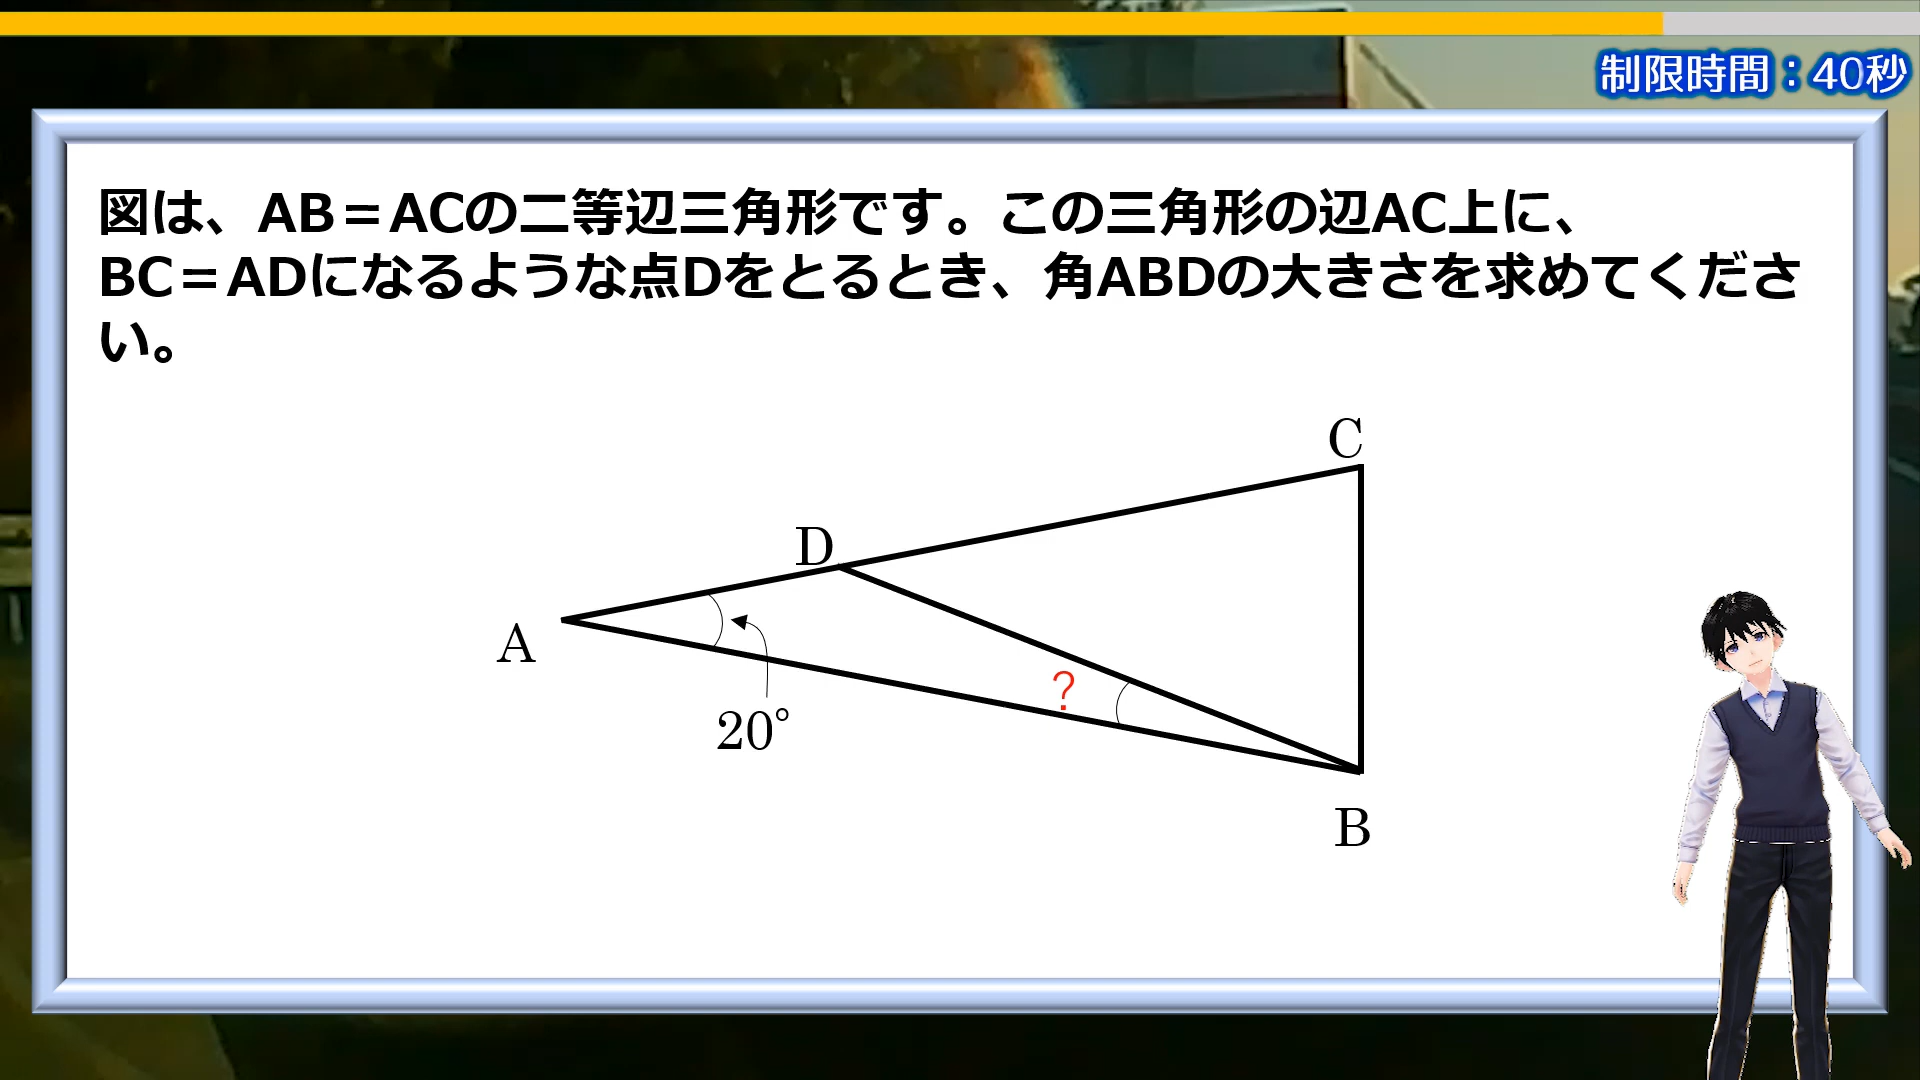 制限時間：40秒
図は、AB＝ACの二等辺三角形です。この三角形の辺AC上に、
BC＝ADになるような点Dをとるとき、角ABDの大きさを求めてくださ
い。
C
D
A
?
20°
B